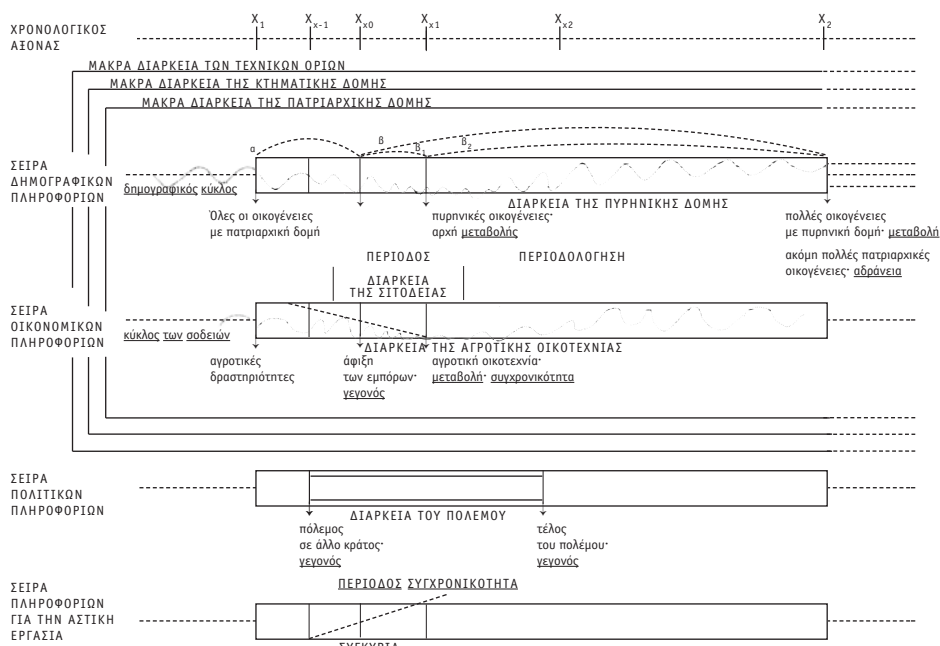 X1 Xx-1 Xx0 Xx1 Xx2 X2
ΧΡΟΝΟΛΟΓΙΚΟΣ
ΑΞΟΝΑΣ
ΜΑΚΡΑ ΔΙΑΡΚΕΙΑ ΤΩΝ ΤΕΧΝΙΚΩΝ ΟΡΙΩΝ
ΜΑΚΡΑ ΔΙΑΡΚΕΙΑ ΤΗΣ ΚΤΗΜΑΤΙΚΗΣ ΔΟΜΗΣ
ΜΑΚΡΑ ΔΙΑΡΚΕΙΑ ΤΗΣ ΠΑΤΡΙΑΡΧΙΚΗΣ ΔΟΜΗΣ
α β β1 β2
ΣΕΙΡΑ
ΔΗΜΟΓΡΑΦΙΚΩΝ
ΠΛΗΡΟΦΟΡΙΩΝ
δημογραφικός κύκλος
ΔΙΑΡΚΕΙΑ ΤΗΣ ΠΥΡΗΝΙΚΗΣ ΔΟΜΗΣ
Όλες οι οικογένειες
με πατριαρχική δομή
πυρηνικές οικογένειες·
αρχή μεταβολής
πολλές οικογένειες
με πυρηνική δομή· μεταβολή
ακόμη πολλές πατριαρχικές
οικογένειες· αδράνεια
ΠΕΡΙΟΔΟΣ ΠΕΡΙΟΔΟΛΟΓΗΣΗ
ΔΙΑΡΚΕΙΑ
ΤΗΣ ΣΙΤΟΔΕΙΑΣ
ΣΕΙΡΑ
ΟΙΚΟΝΟΜΙΚΩΝ
ΠΛΗΡΟΦΟΡΙΩΝ
κύκλος των σοδειών
ΔΙΑΡΚΕΙΑ ΤΗΣ ΑΓΡΟΤΙΚΗΣ ΟΙΚΟΤΕΧΝΙΑΣ
αγροτικές
δραστηριότητες
άφιξη
των εμπόρων·
γεγονός
αγροτική οικοτεχνία·
μεταβολή· συγχρονικότητα
ΣΕΙΡΑ
ΠΟΛΙΤΙΚΩΝ
ΠΛΗΡΟΦΟΡΙΩΝ
ΔΙΑΡΚΕΙΑ ΤΟΥ ΠΟΛΕΜΟΥ
πόλεμος
σε άλλο κράτος·
γεγονός
τέλος
του πολέμου·
γεγονός
ΠΕΡΙΟΔΟΣ ΣΥΓΧΡΟΝΙΚΟΤΗΤΑ
ΣΕΙΡΑ
ΠΛΗΡΟΦΟΡΙΩΝ
ΓΙΑ ΤΗΝ ΑΣΤΙΚΗ
ΕΡΓΑΣΙΑ